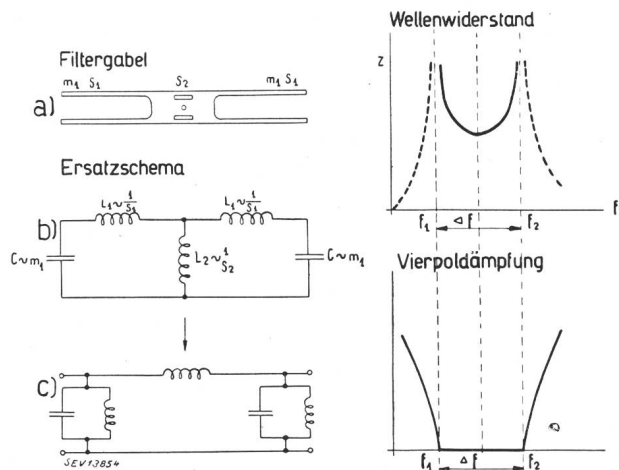 Filtergabel
m₁ S₁ S₂ m₁ S₁
a)
Ersatzschema
L₁~1/S₁ L₁~1/S₁
b)
C~m₁ L₂~1/S₂ C~m₁
c)
SEV13854
Wellenwiderstand
Z
f₁ Δf f₂ f
Vierpoldämpfung
f₁ Δf f₂